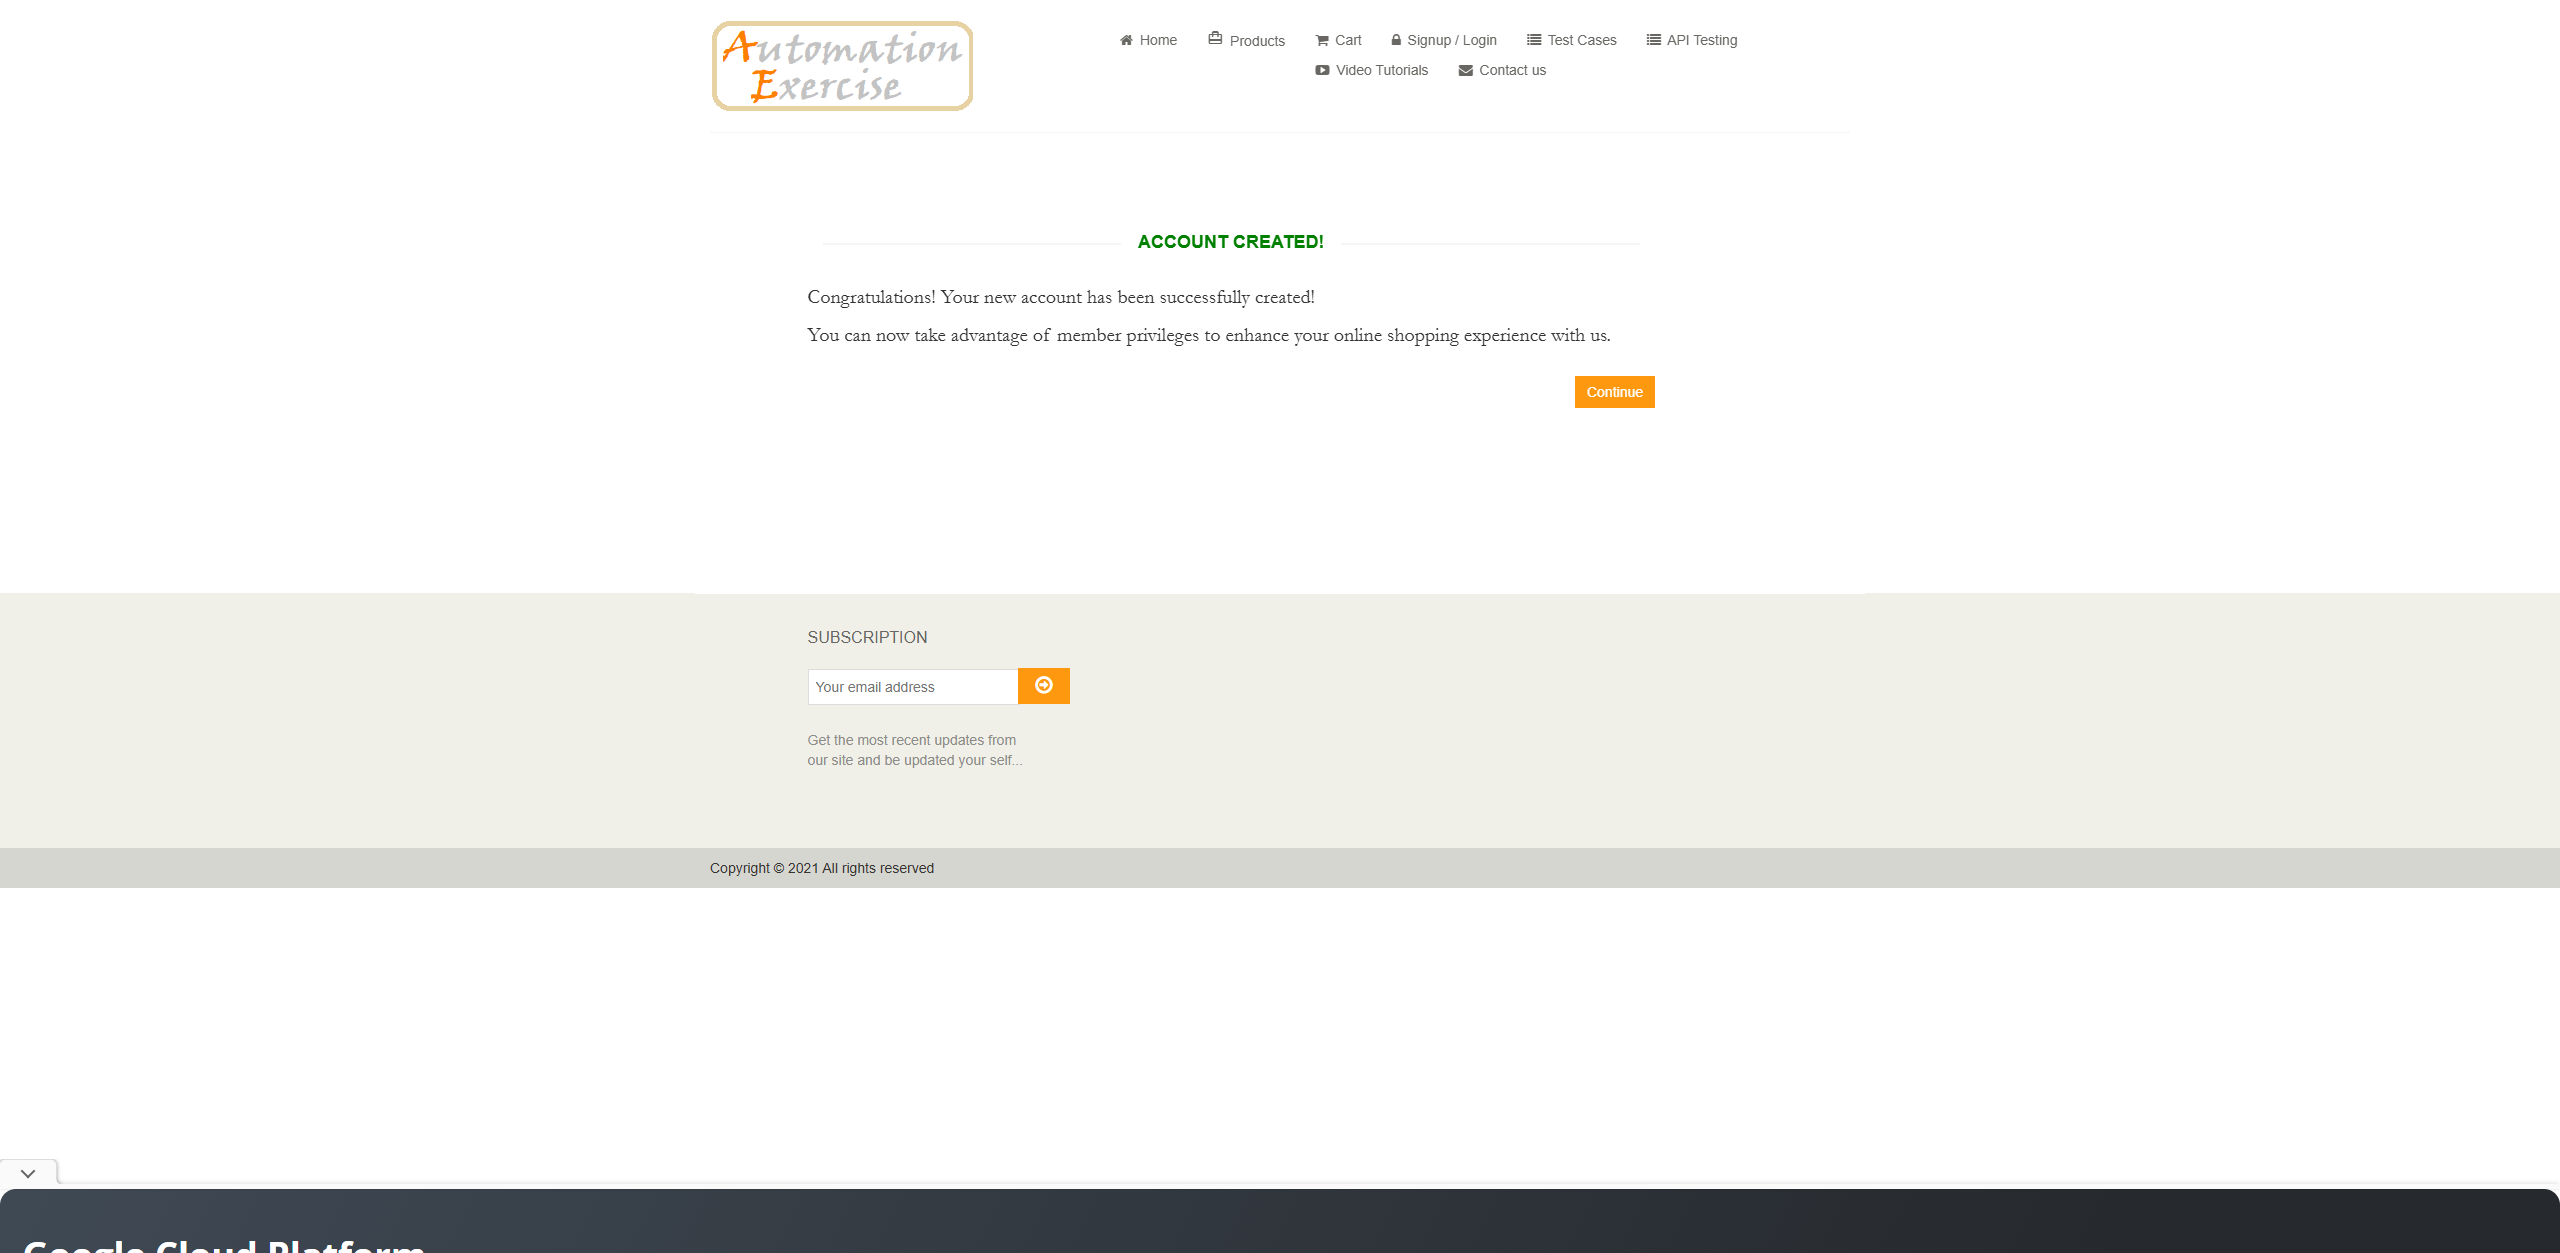 Automation
Exercise
Home
Products
Cart
Signup / Login
Test Cases
API Testing
Video Tutorials
Contact us
ACCOUNT CREATED!
Congratulations! Your new account has been successfully created!
You can now take advantage of member privileges to enhance your online shopping experience with us.
Continue
SUBSCRIPTION
Your email address
Get the most recent updates from
our site and be updated your self...
Copyright © 2021 All rights reserved
Google Cloud Platform